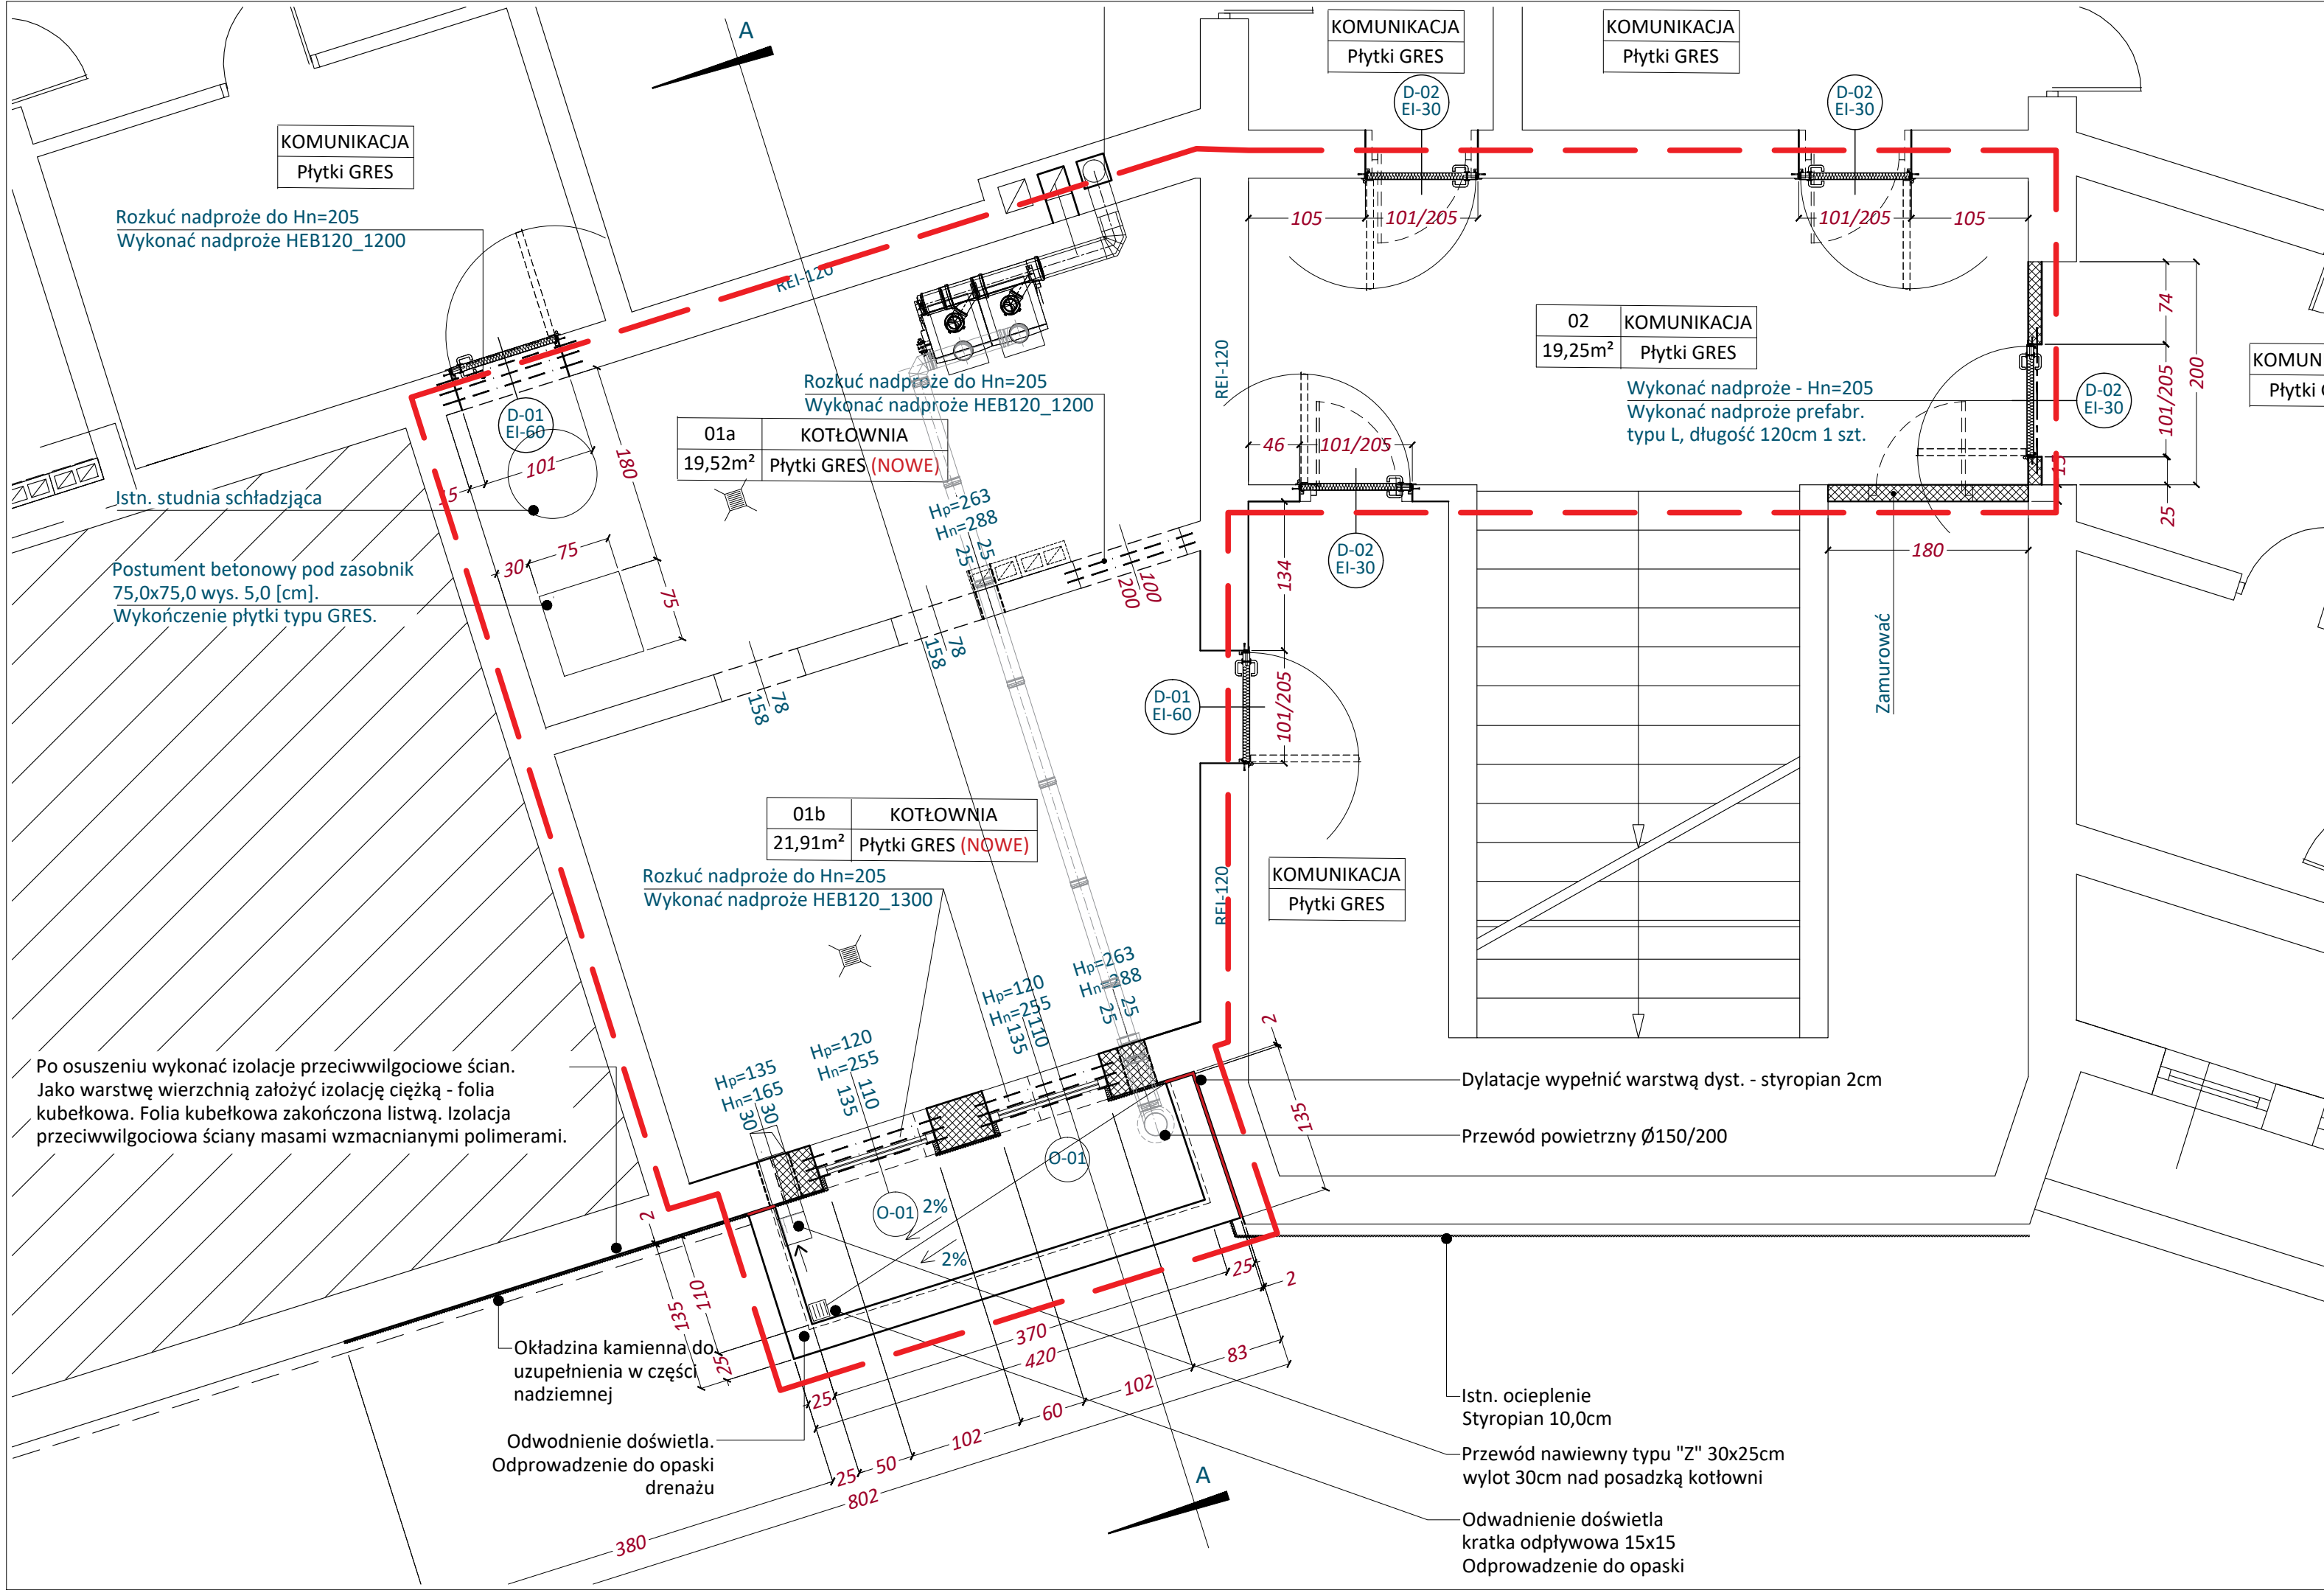 A
KOMUNIKACJA
Płytki GRES
KOMUNIKACJA
Płytki GRES
D-02
EI-30
D-02
EI-30
KOMUNIKACJA
Płytki GRES
Rozkuć nadproże do Hn=205
Wykonać nadproże HEB120_1200
REI-120
105
101/205
101/205
105
74
101/205
200
15
25
02
KOMUNIKACJA
19,25m²
Płytki GRES
KOMUN
Płytki
REI-120
Wykonać nadproże - Hn=205
Wykonać nadproże prefabr.
typu L, długość 120cm 1 szt.
D-02
EI-30
Rozkuć nadproże do Hn=205
Wykonać nadproże HEB120_1200
D-01
EI-60
01a
KOTŁOWNIA
19,52m²
Płytki GRES (NOWE)
46
101/205
101
15
180
Istn. studnia schładzjąca
Hp=263
Hn=288
25
25
D-02
EI-30
180
134
Postument betonowy pod zasobnik
75,0x75,0 wys. 5,0 [cm].
Wykończenie płytki typu GRES.
30
75
75
100
200
78
158
78
158
D-01
EI-60
101/205
Zamurować
01b
KOTŁOWNIA
21,91m²
Płytki GRES (NOWE)
Rozkuć nadproże do Hn=205
Wykonać nadproże HEB120_1300
REI-120
KOMUNIKACJA
Płytki GRES
Hp=263
Hn=288
25
25
Hp=120
Hn=255
110
135
Hp=120
Hn=255
110
135
Hp=135
Hn=165
30
30
2
135
Po osuszeniu wykonać izolacje przeciwwilgociowe ścian.
Jako warstwę wierzchnią założyć izolację ciężką - folia
kubełkowa. Folia kubełkowa zakończona listwą. Izolacja
przeciwwilgociowa ściany masami wzmacnianymi polimerami.
Dylatacje wypełnić warstwą dyst. - styropian 2cm
Przewód powietrzny Ø150/200
O-01
O-01
2%
2%
2
110
135
25
25
2
370
420
25
83
102
60
102
50
25
802
380
Okładzina kamienna do
uzupełnienia w części
nadziemnej
Odwodnienie doświetla.
Odprowadzenie do opaski
drenażu
Istn. ocieplenie
Styropian 10,0cm
Przewód nawiewny typu "Z" 30x25cm
wylot 30cm nad posadzką kotłowni
A
Odwadnienie doświetla
kratka odpływowa 15x15
Odprowadzenie do opaski